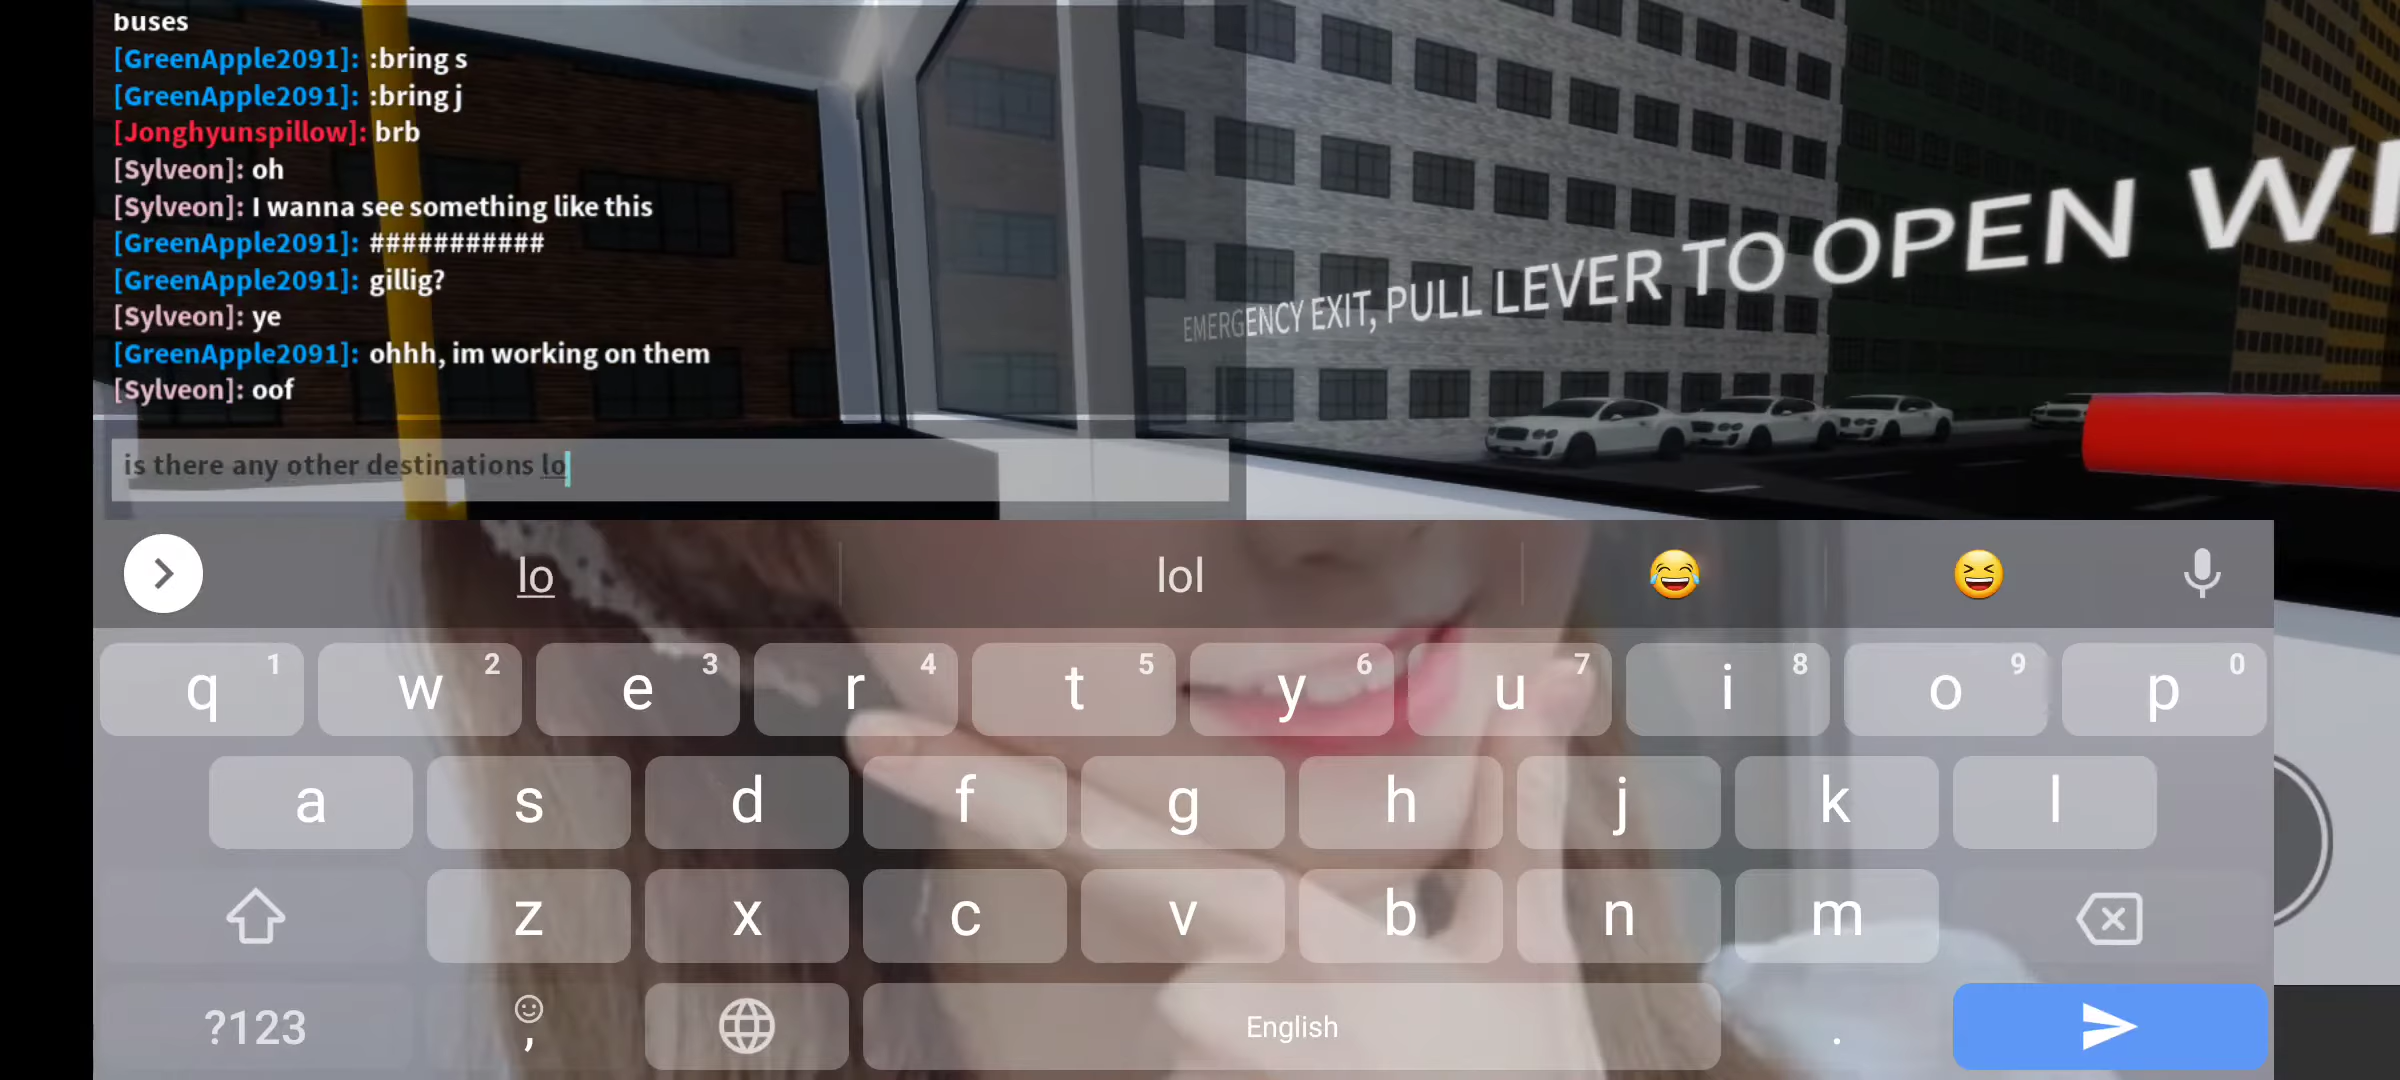 buses
[GreenApple2091]: :bring s
[GreenApple2091]: :bring j
[Jonghyunspillow]: brb
[Sylveon]: oh
[Sylveon]: I wanna see something like this
[GreenApple2091]: ###########
[GreenApple2091]: gillig?
[Sylveon]: ye
[GreenApple2091]: ohhh, im working on them
[Sylveon]: oof
EMERGENCY EXIT, PULL LEVER TO OPEN WI
is there any other destinations lo
lo lol 😂 😆
q 1 w 2 e 3 r 4 t 5 y 6 u 7 i 8 o 9 p 0
a s d f g h j k l
z x c v b n m
?123 , English .